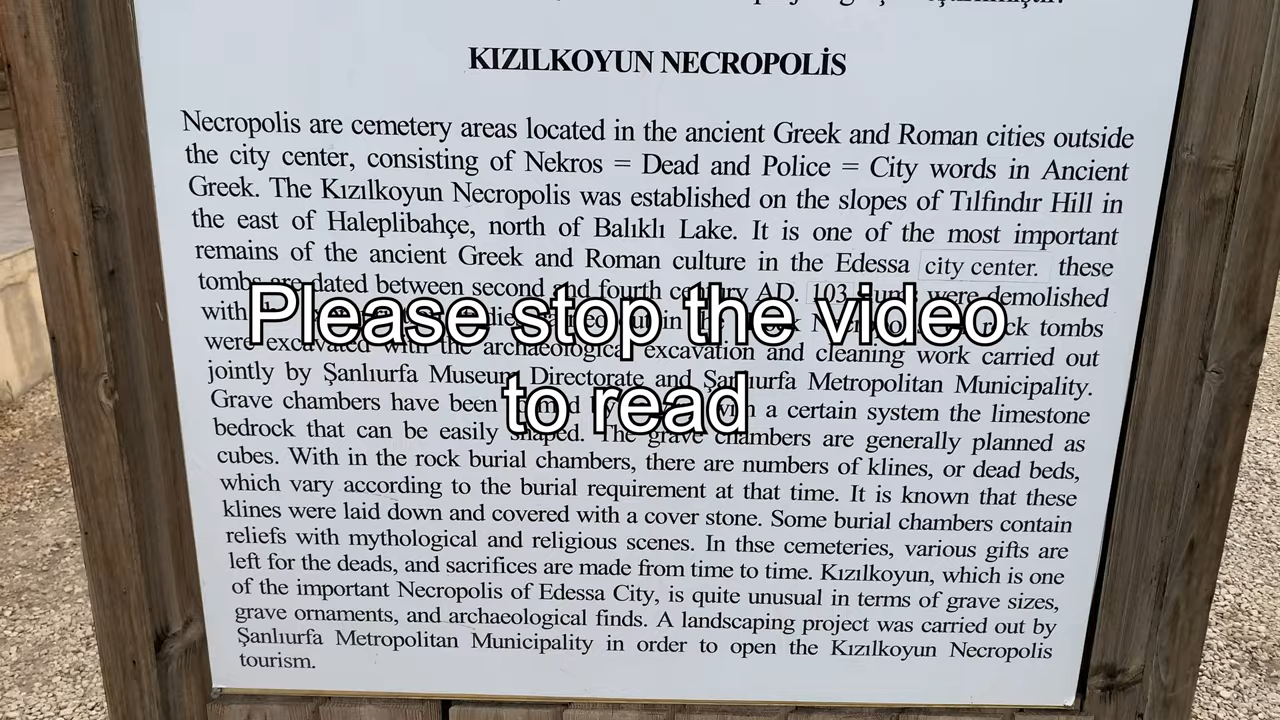 KIZILKOYUN NECROPOLİS
Necropolis are cemetery areas located in the ancient Greek and Roman cities outside
the city center, consisting of Nekros = Dead and Police = City words in Ancient
Greek. The Kızılkoyun Necropolis was established on the slopes of Tılfındır Hill in
the east of Haleplibahçe, north of Balıklı Lake. It is one of the most important
remains of the ancient Greek and Roman culture in the Edessa city center. these
tombs are dated between second and fourth century AD. 103 were demolished
with in tombs
Please stop the video
were excavated with the archaeological excavation and cleaning work carried out
jointly by Şanlıurfa Museum Directorate and Şanlıurfa Metropolitan Municipality.
Grave chambers have been a certain system the limestone
to read
bedrock that can be easily shaped. The grave chambers are generally planned as
cubes. With in the rock burial chambers, there are numbers of klines, or dead beds,
which vary according to the burial requirement at that time. It is known that these
klines were laid down and covered with a cover stone. Some burial chambers contain
reliefs with mythological and religious scenes. In thse cemeteries, various gifts are
left for the deads, and sacrifices are made from time to time. Kızılkoyun, which is one
of the important Necropolis of Edessa City, is quite unusual in terms of grave sizes,
grave ornaments, and archaeological finds. A landscaping project was carried out by
Şanlıurfa Metropolitan Municipality in order to open the Kızılkoyun Necropolis
tourism.